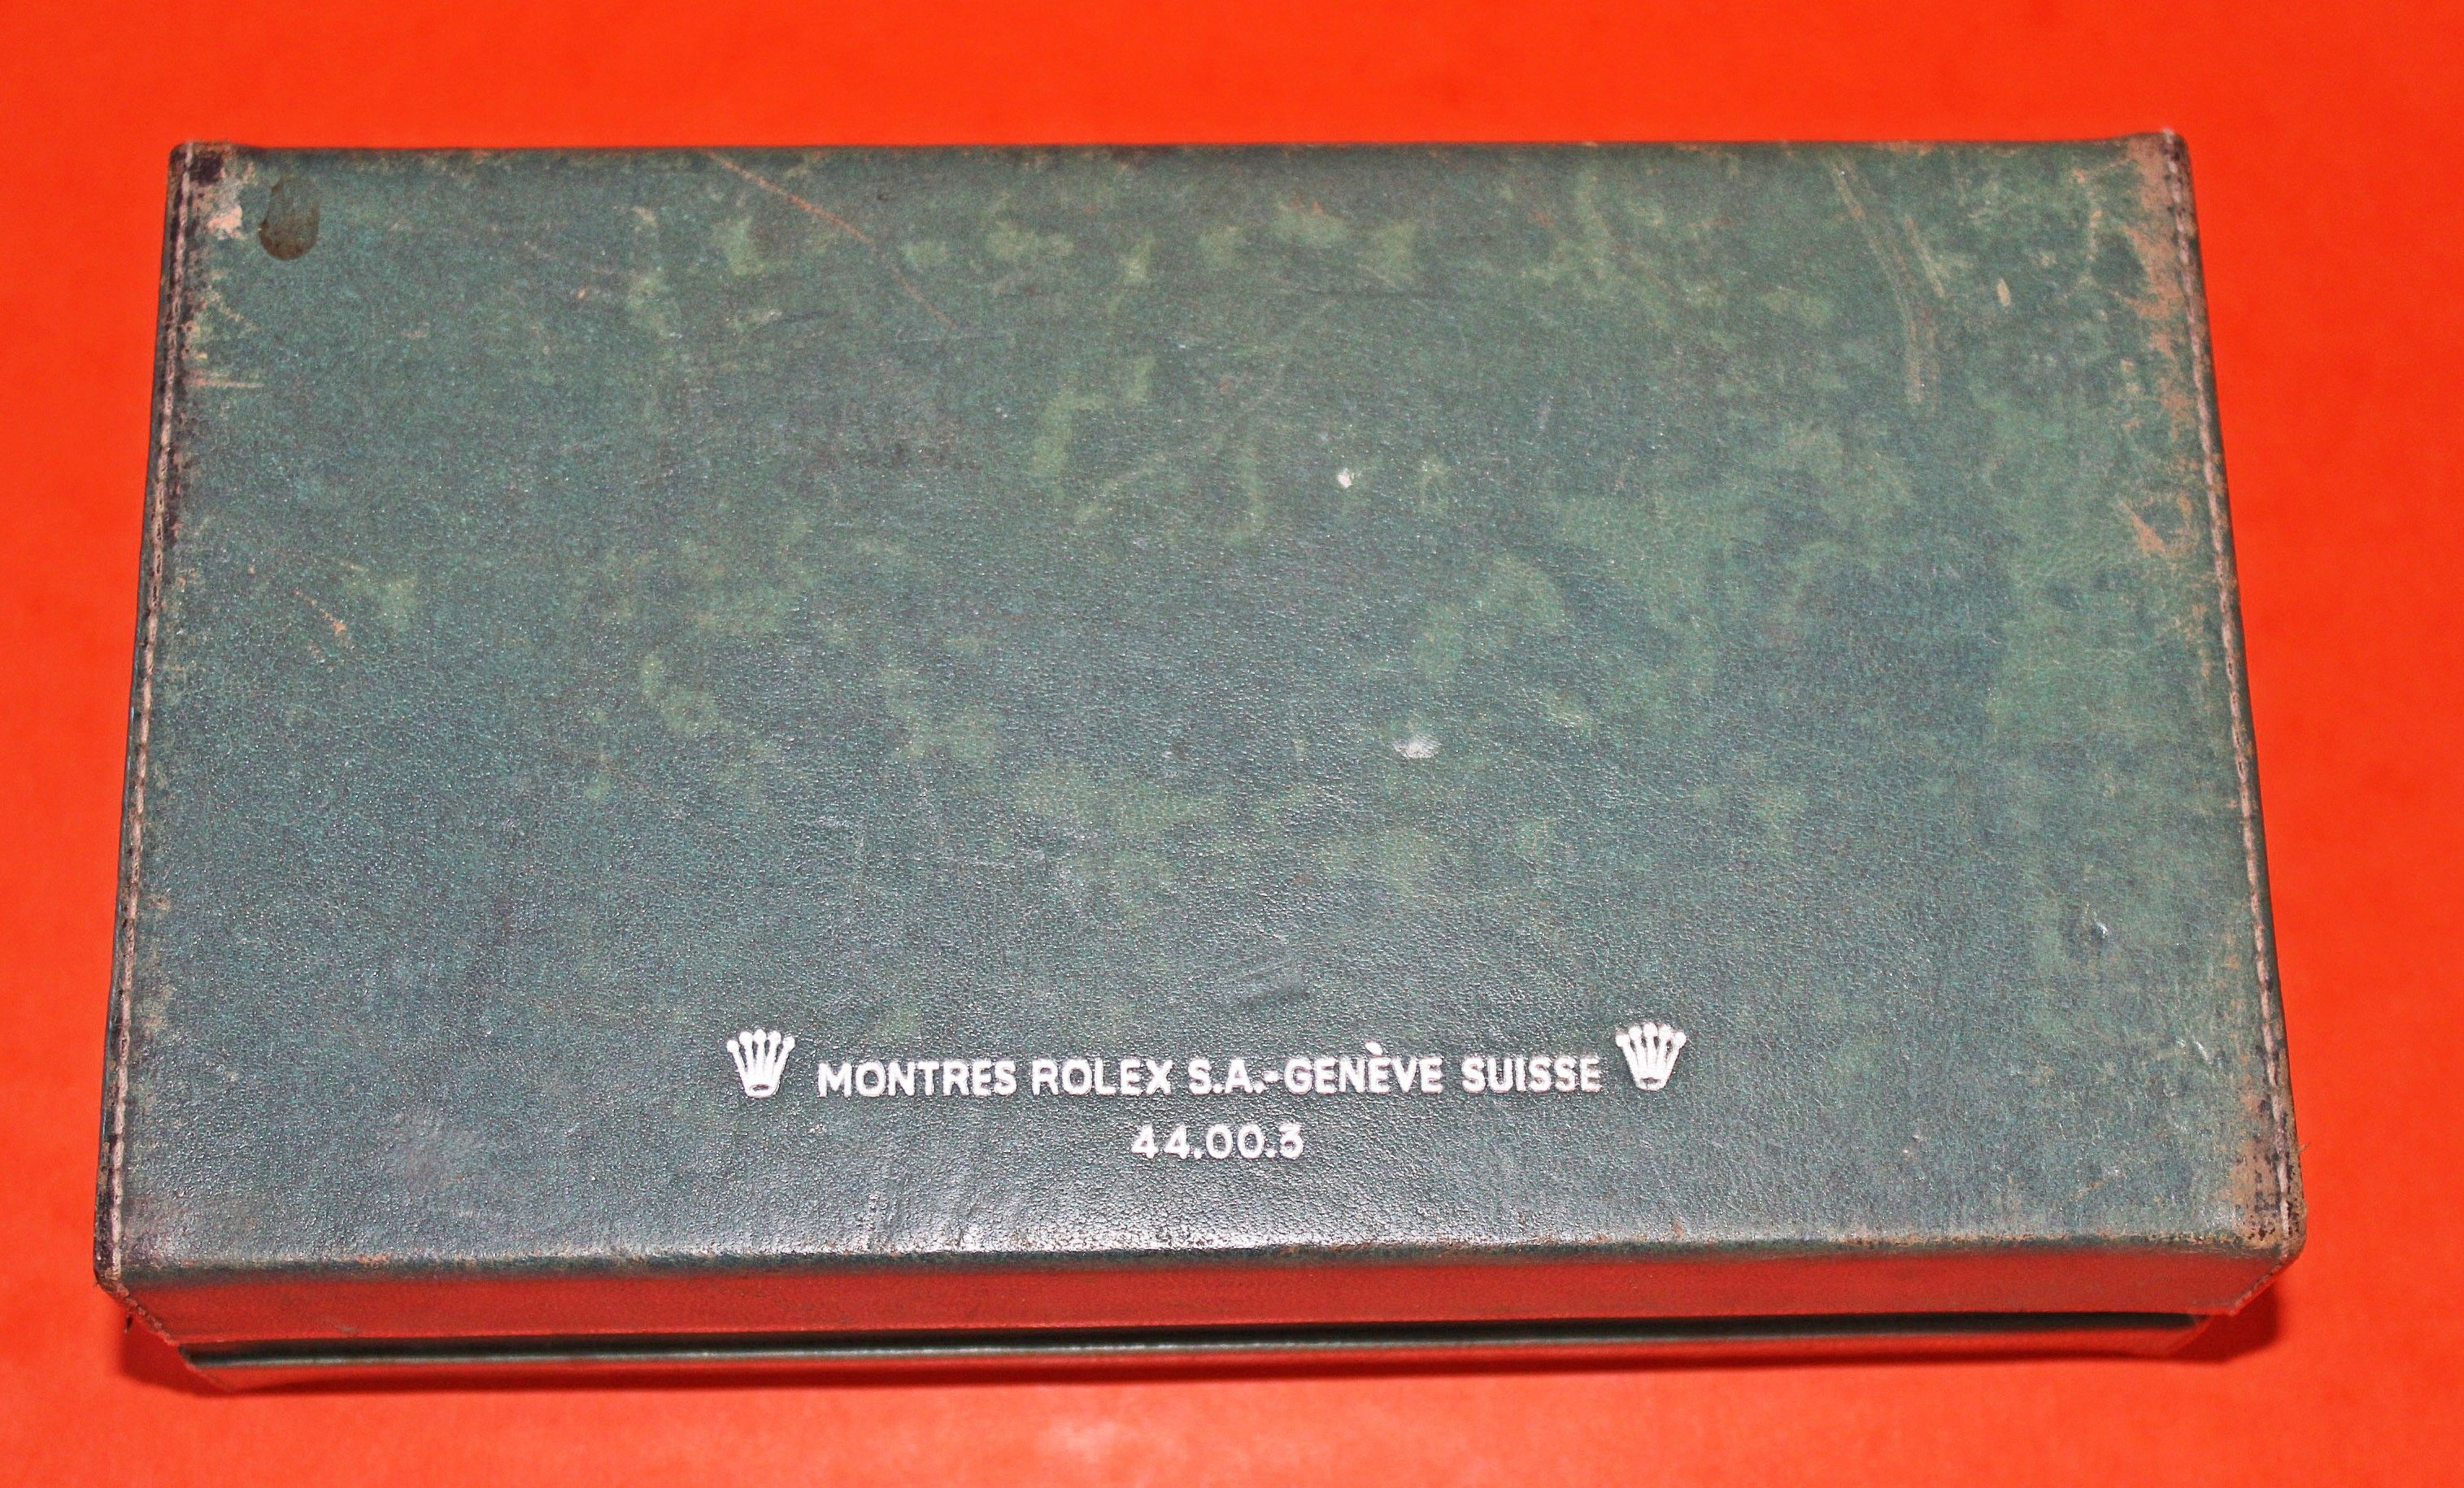 MONTRES ROLEX S.A.-GENÈVE SUISSE
44.00.3